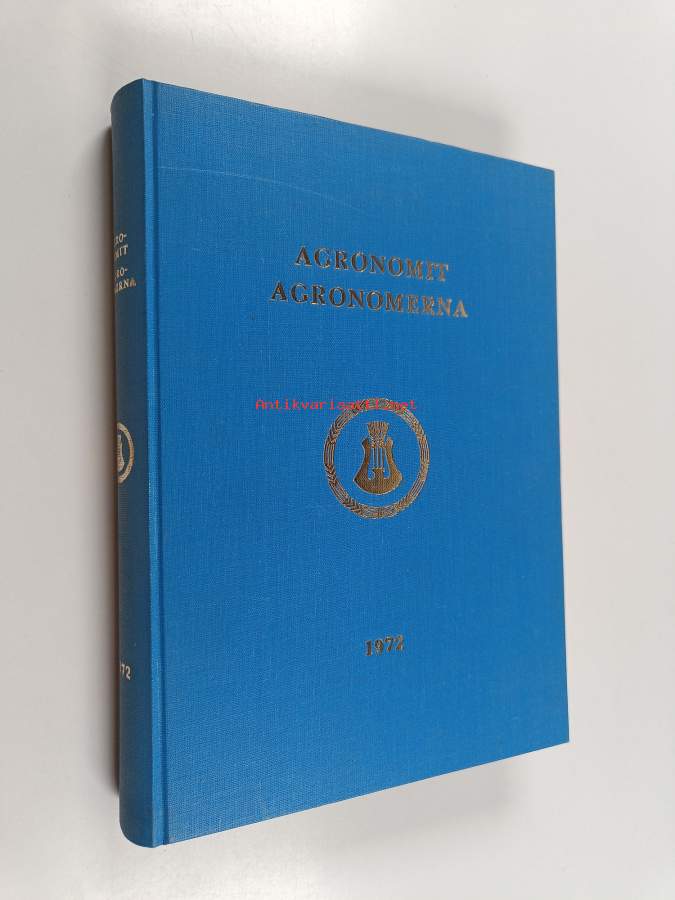 AGRONOMIT
AGRONOMERNA
Antikvariaatti.net
1972